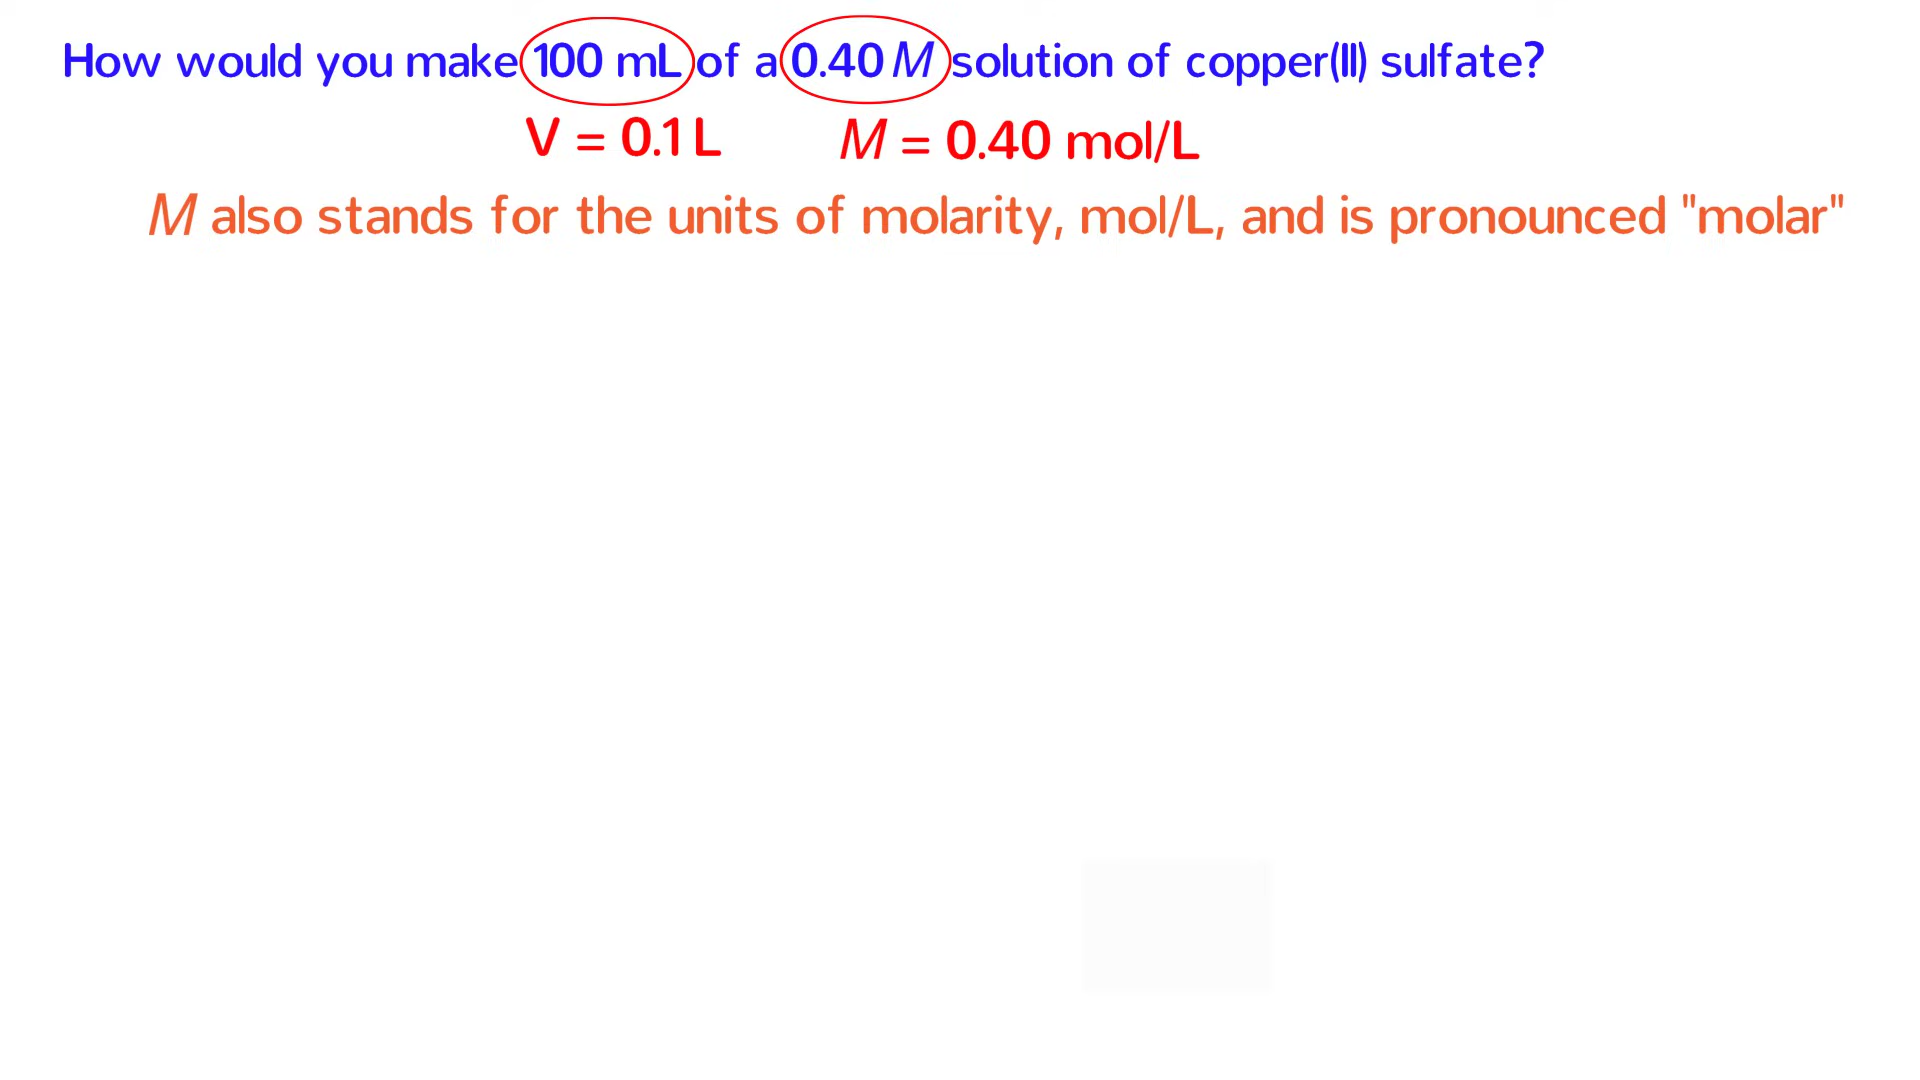 How would you make 100 mL of a 0.40 M solution of copper(II) sulfate?
V = 0.1 L M = 0.40 mol/L
M also stands for the units of molarity, mol/L, and is pronounced "molar"